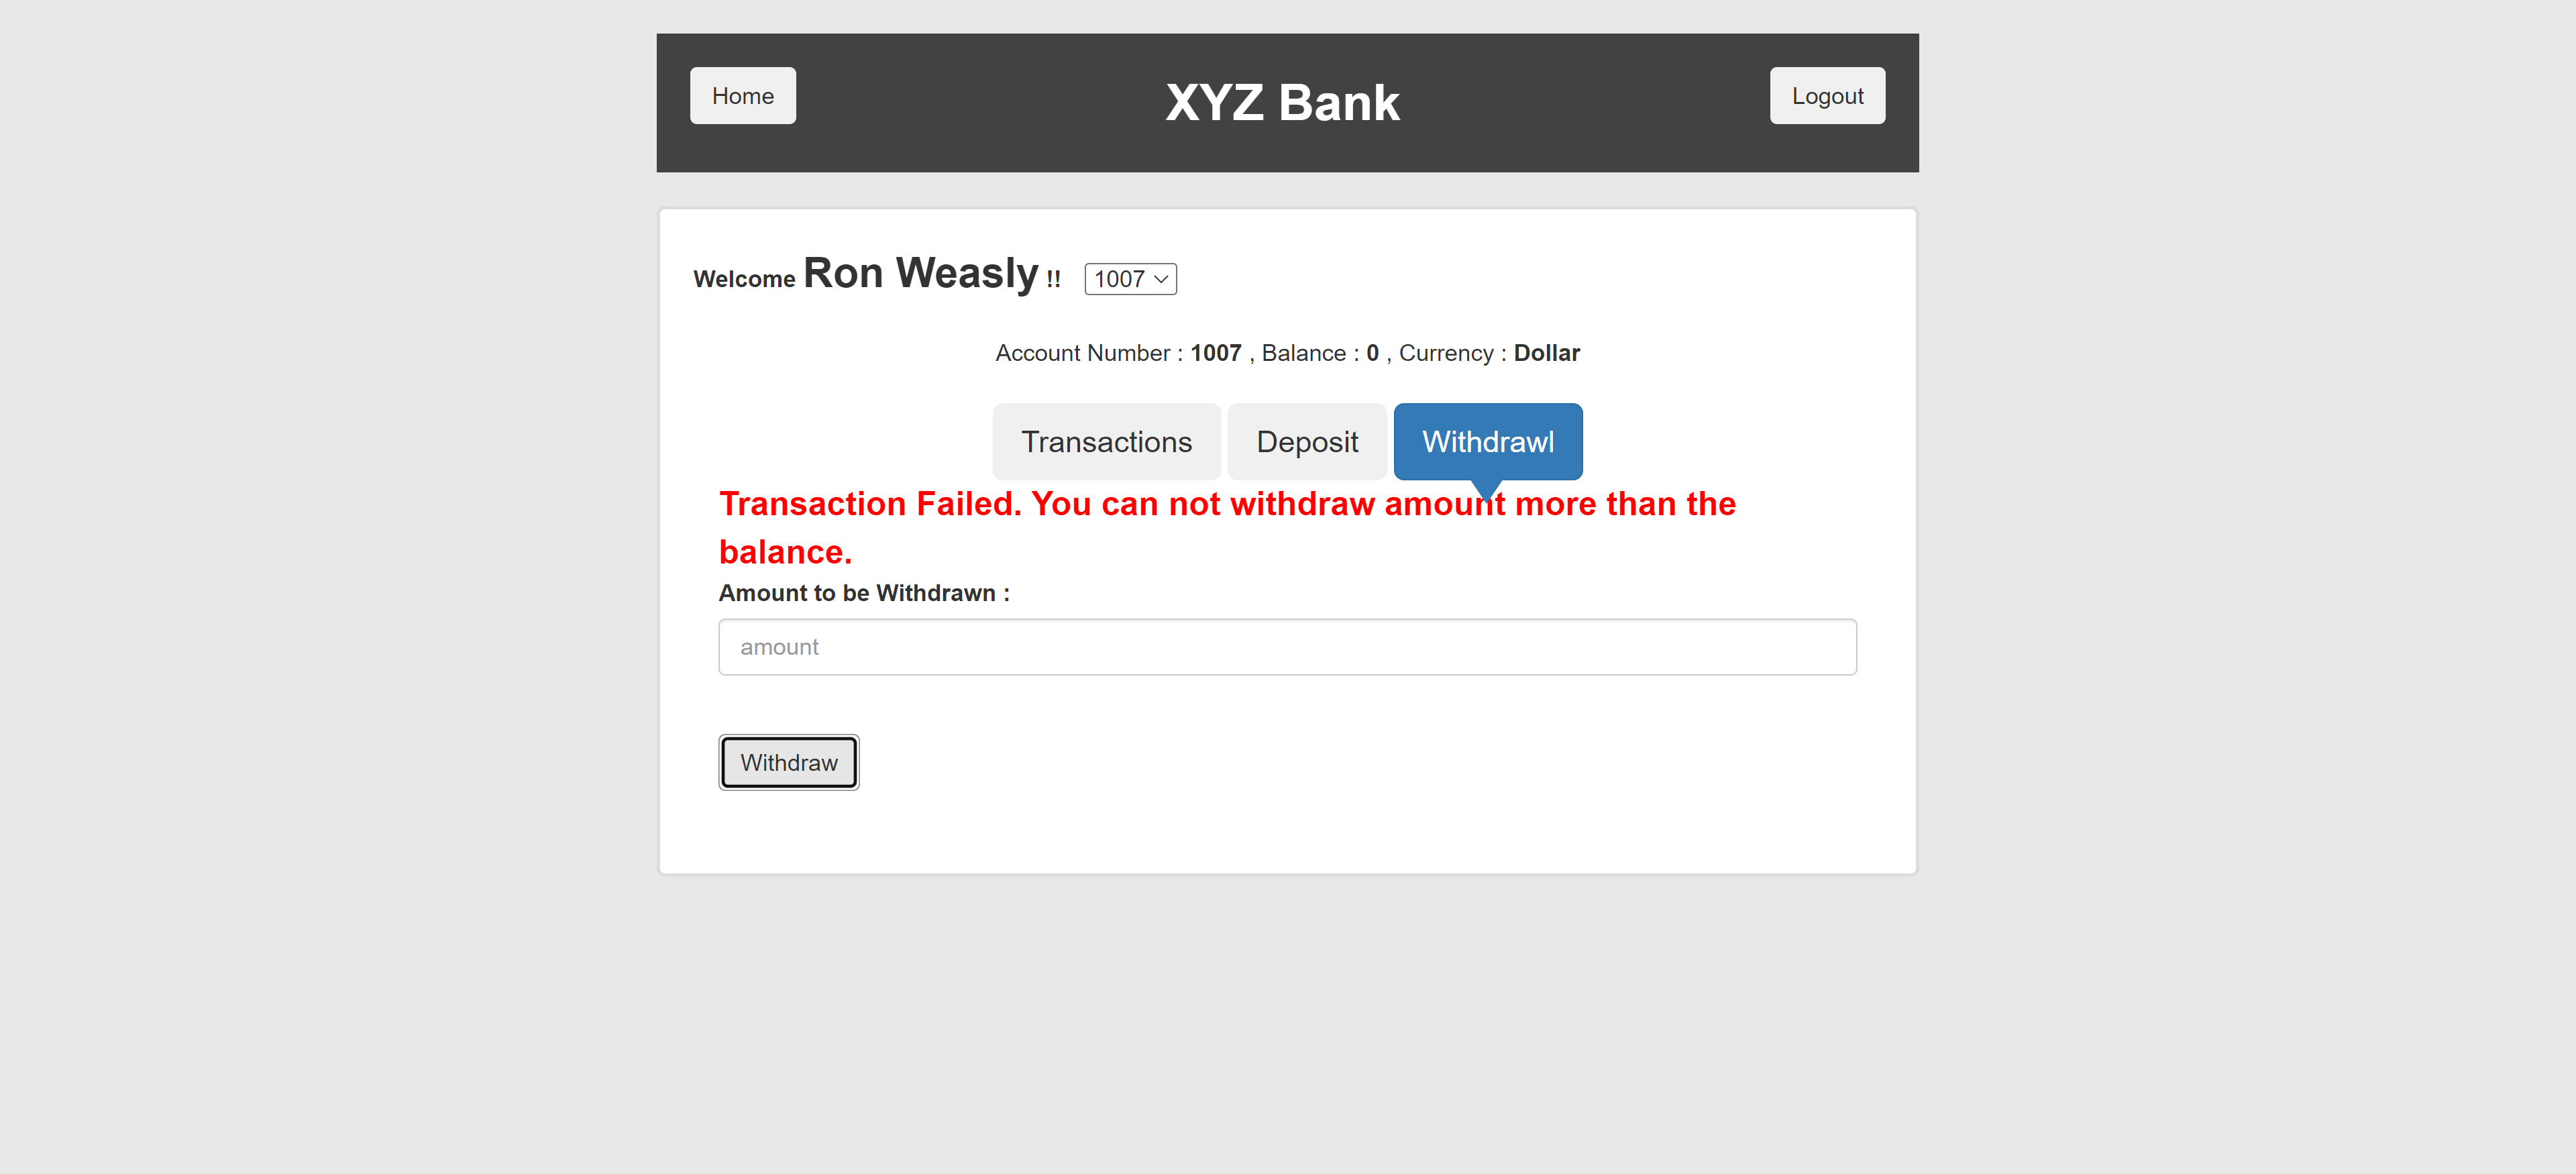 Home XYZ Bank Logout
Welcome Ron Weasly !! 1007
Account Number : 1007 , Balance : 0 , Currency : Dollar
Transactions Deposit Withdrawl
Transaction Failed. You can not withdraw amount more than the
balance.
Amount to be Withdrawn :
amount
Withdraw